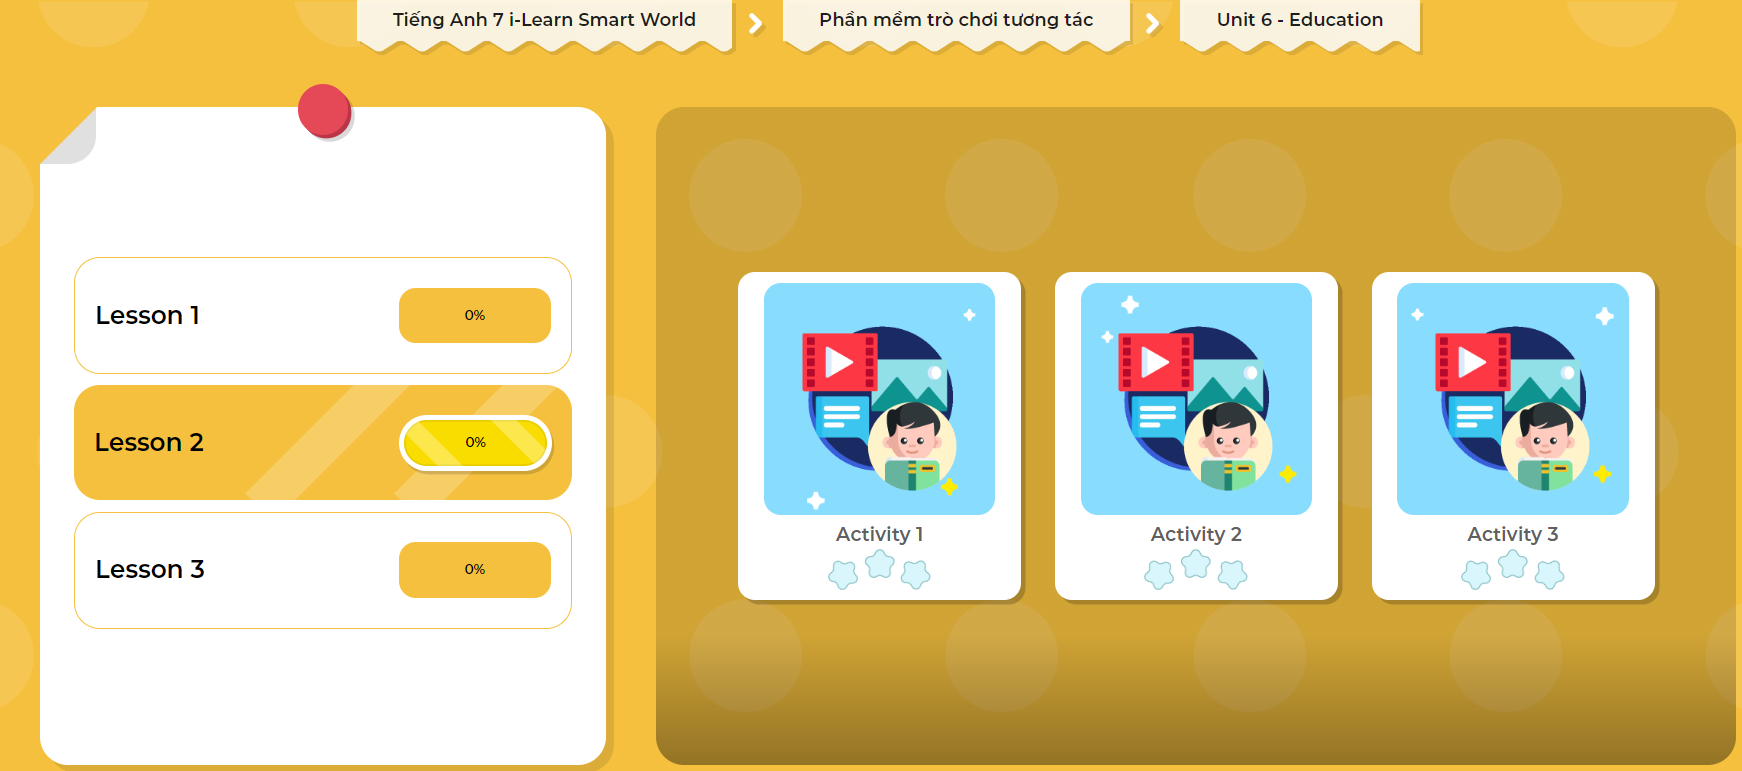 Tiếng Anh 7 i-Learn Smart World
Phần mềm trò chơi tương tác
Unit 6 - Education
Lesson 1
0%
Lesson 2
0%
Lesson 3
0%
Activity 1
Activity 2
Activity 3